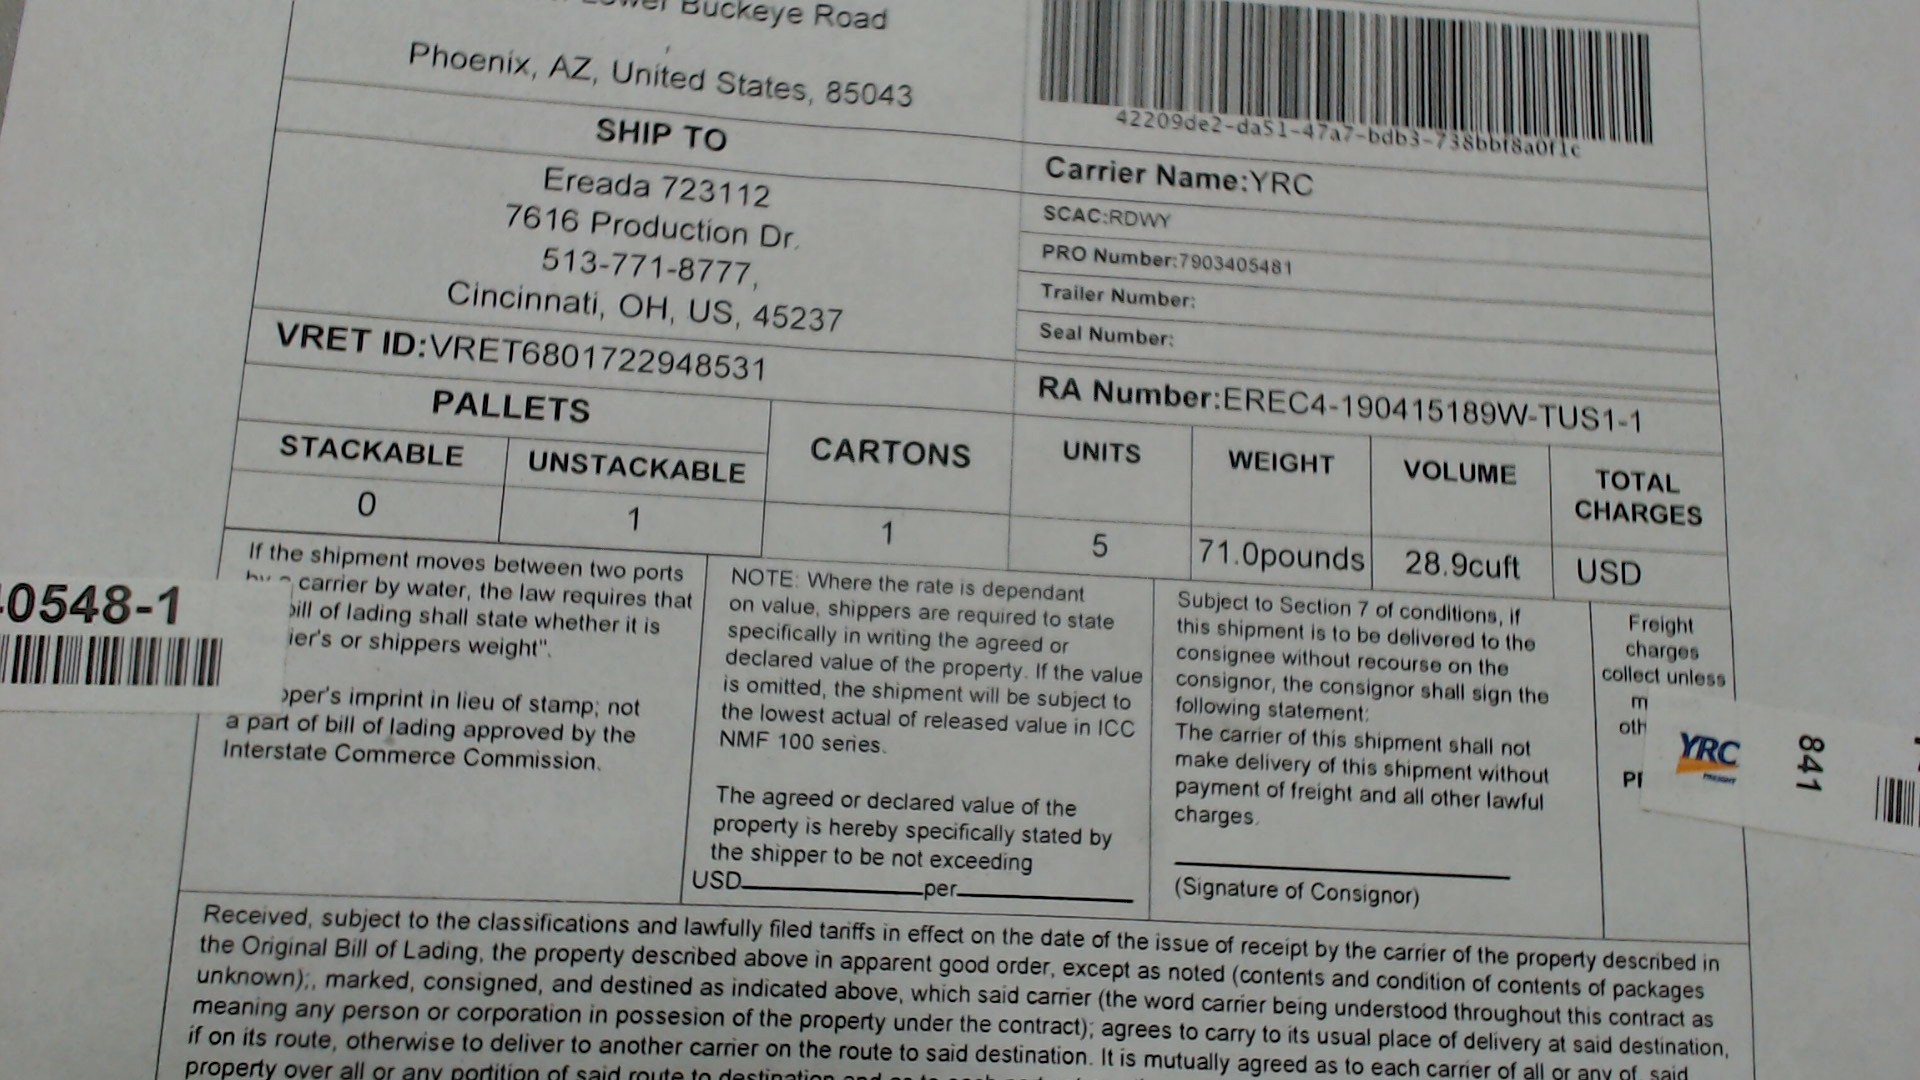 Buckeye Road
Phoenix, AZ, United States, 85043
42209de2-da51-47a7-bdb3-738bbf8a0f1c
SHIP TO
Ereada 723112
7616 Production Dr.
513-771-8777,
Cincinnati, OH, US, 45237
Carrier Name:YRC
SCAC:RDWY
PRO Number:7903405481
Trailer Number:
Seal Number:
VRET ID:VRET6801722948531
RA Number:EREC4-190415189W-TUS1-1
PALLETS
STACKABLE
UNSTACKABLE
CARTONS
UNITS
WEIGHT
VOLUME
TOTAL
CHARGES
0
1
1
5
71.0pounds
28.9cuft
USD
If the shipment moves between two ports
carrier by water, the law requires that
bill of lading shall state whether it is
ier's or shippers weight".
pper's imprint in lieu of stamp; not
a part of bill of lading approved by the
Interstate Commerce Commission.
0548-1
NOTE: Where the rate is dependant
on value, shippers are required to state
specifically in writing the agreed or
declared value of the property. If the value
is omitted, the shipment will be subject to
the lowest actual of released value in ICC
NMF 100 series.
The agreed or declared value of the
property is hereby specifically stated by
the shipper to be not exceeding
USD per
Subject to Section 7 of conditions, if
this shipment is to be delivered to the
consignee without recourse on the
consignor, the consignor shall sign the
following statement:
The carrier of this shipment shall not
make delivery of this shipment without
payment of freight and all other lawful
charges.
(Signature of Consignor)
Freight
charges
collect unless
m
oth
YRC
FREIGHT
841
Received, subject to the classifications and lawfully filed tariffs in effect on the date of the issue of receipt by the carrier of the property described in
the Original Bill of Lading, the property described above in apparent good order, except as noted (contents and condition of contents of packages
unknown);, marked, consigned, and destined as indicated above, which said carrier (the word carrier being understood throughout this contract as
meaning any person or corporation in possesion of the property under the contract); agrees to carry to its usual place of delivery at said destination,
if on its route, otherwise to deliver to another carrier on the route to said destination. It is mutually agreed as to each carrier of all or any of, said
property over all or any portition of said route to destination